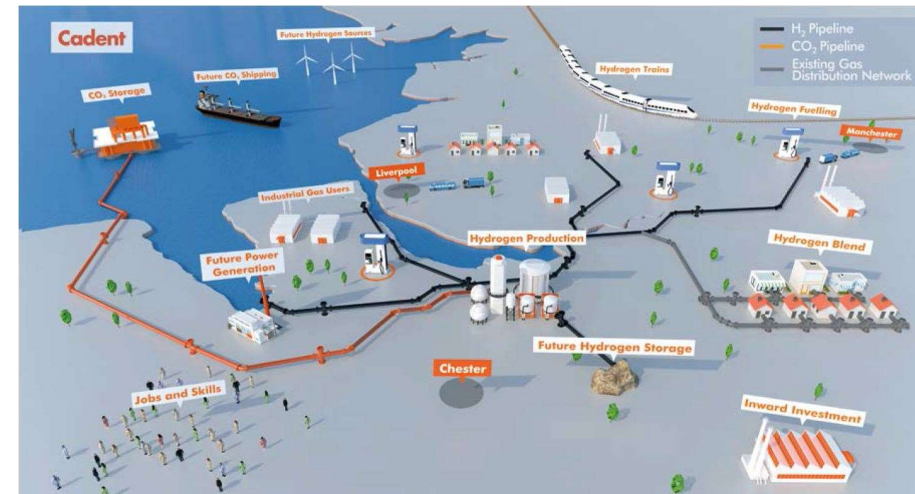 Cadent
Future Hydrogen Sources
H₂ Pipeline
CO₂ Pipeline
Existing Gas
Distribution Network
Future CO₂ Shipping
Hydrogen Trains
CO₂ Storage
Hydrogen Fuelling
Manchester
Liverpool
Industrial Gas Users
Hydrogen Production
Hydrogen Blend
Future Power
Generation
Future Hydrogen Storage
Chester
Jobs and Skills
Inward Investment